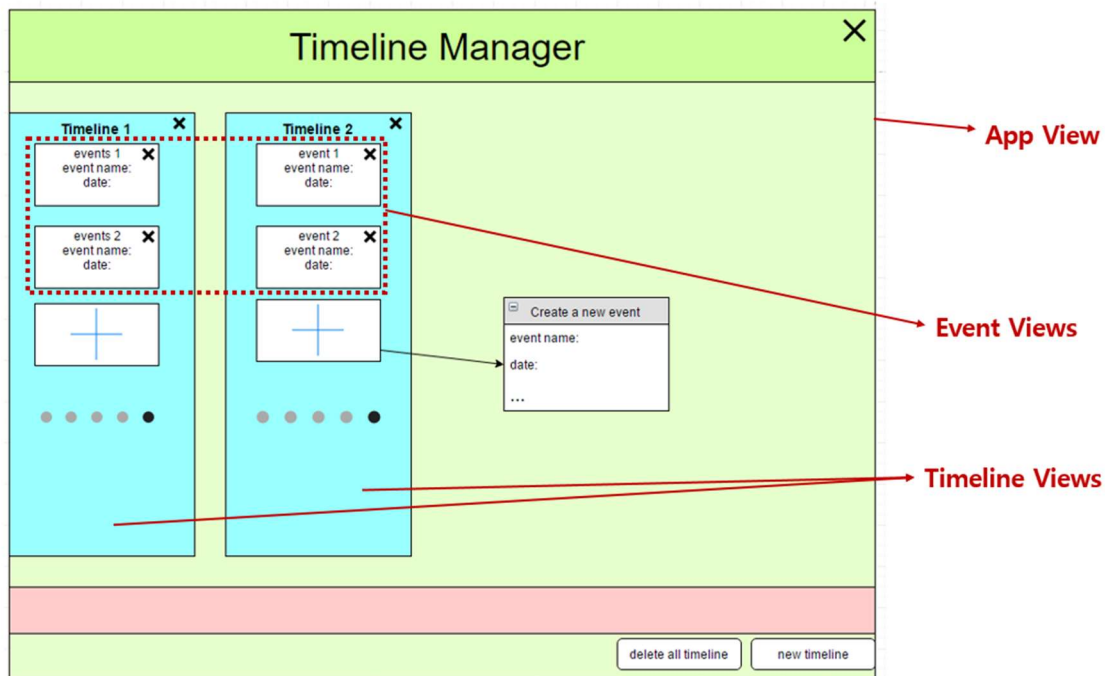 Timeline Manager
Timeline 1
events 1
event name:
date:
events 2
event name:
date:
Timeline 2
event 1
event name:
date:
event 2
event name:
date:
Create a new event
event name:
date:
...
App View
Event Views
Timeline Views
delete all timeline
new timeline